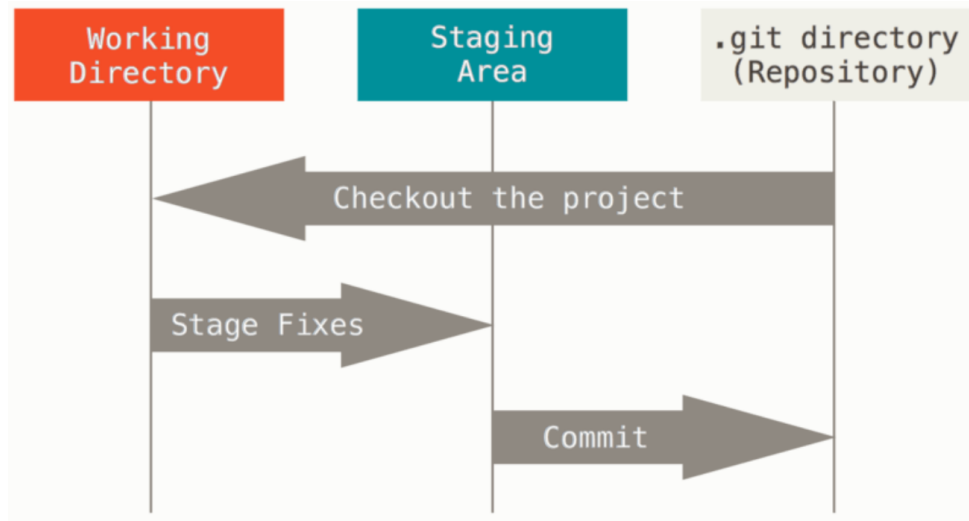 Working
Directory
Staging
Area
.git directory
(Repository)
Checkout the project
Stage Fixes
Commit